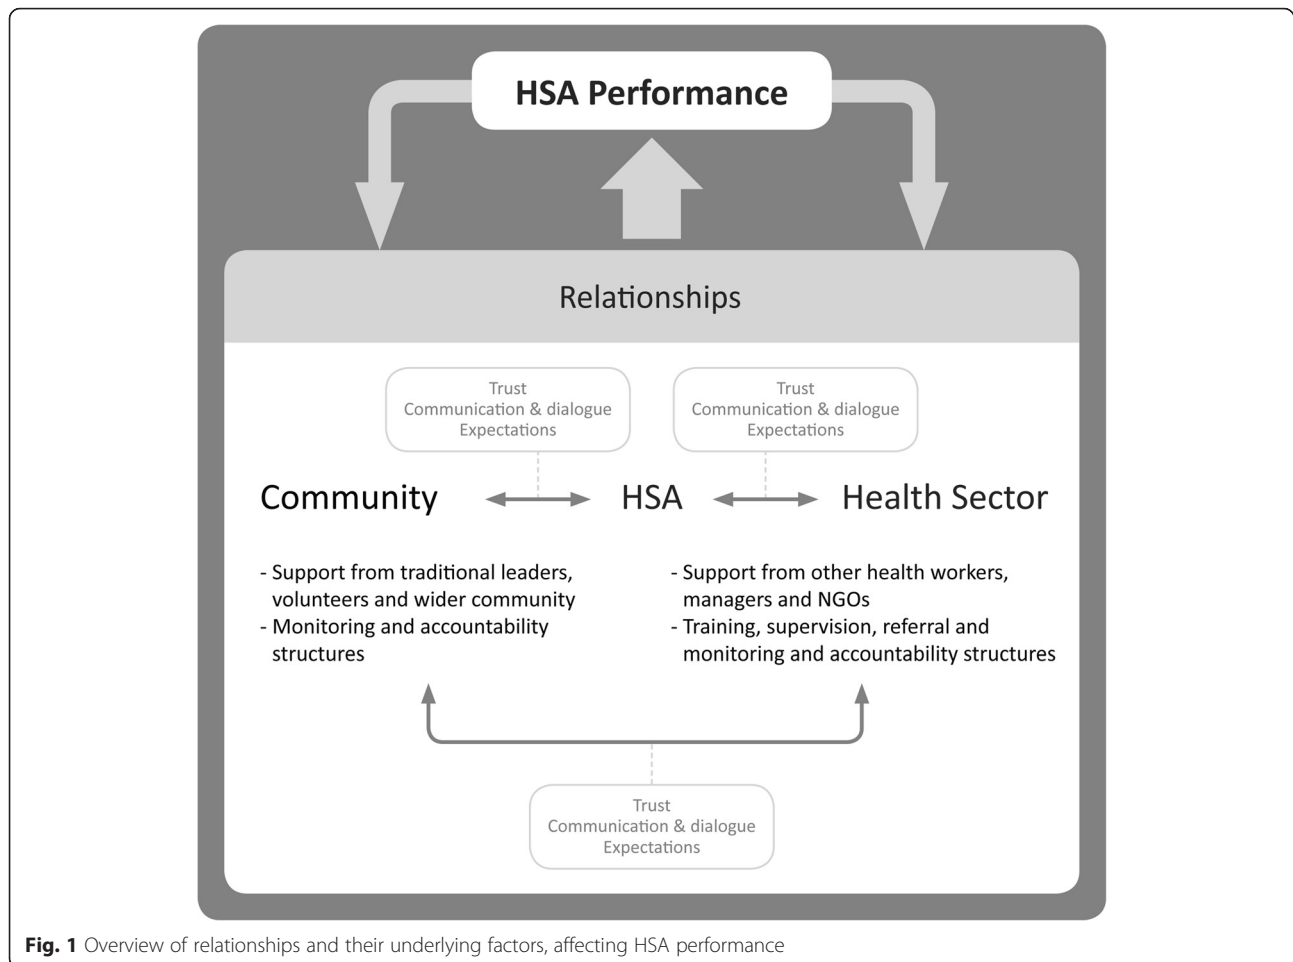 HSA Performance
Relationships
Trust
Communication & dialogue
Expectations
Trust
Communication & dialogue
Expectations
Community
HSA
Health Sector
- Support from traditional leaders,
volunteers and wider community
- Monitoring and accountability
structures
- Support from other health workers,
managers and NGOs
- Training, supervision, referral and
monitoring and accountability structures
Trust
Communication & dialogue
Expectations
Fig. 1 Overview of relationships and their underlying factors, affecting HSA performance